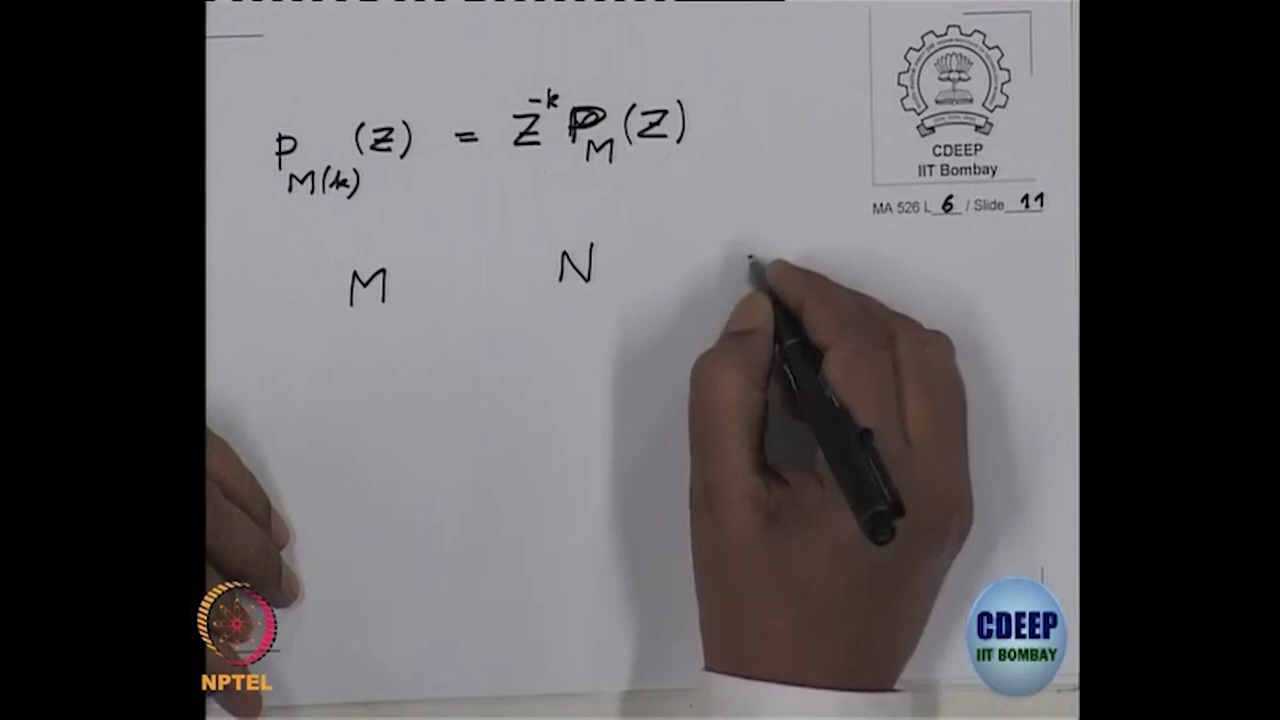 P_{M(k)}(Z) = Z^{-k} P_M(Z)
M N
CDEEP
IIT Bombay
MA 526 L 6 / Slide 11
NPTEL
CDEEP
IIT BOMBAY